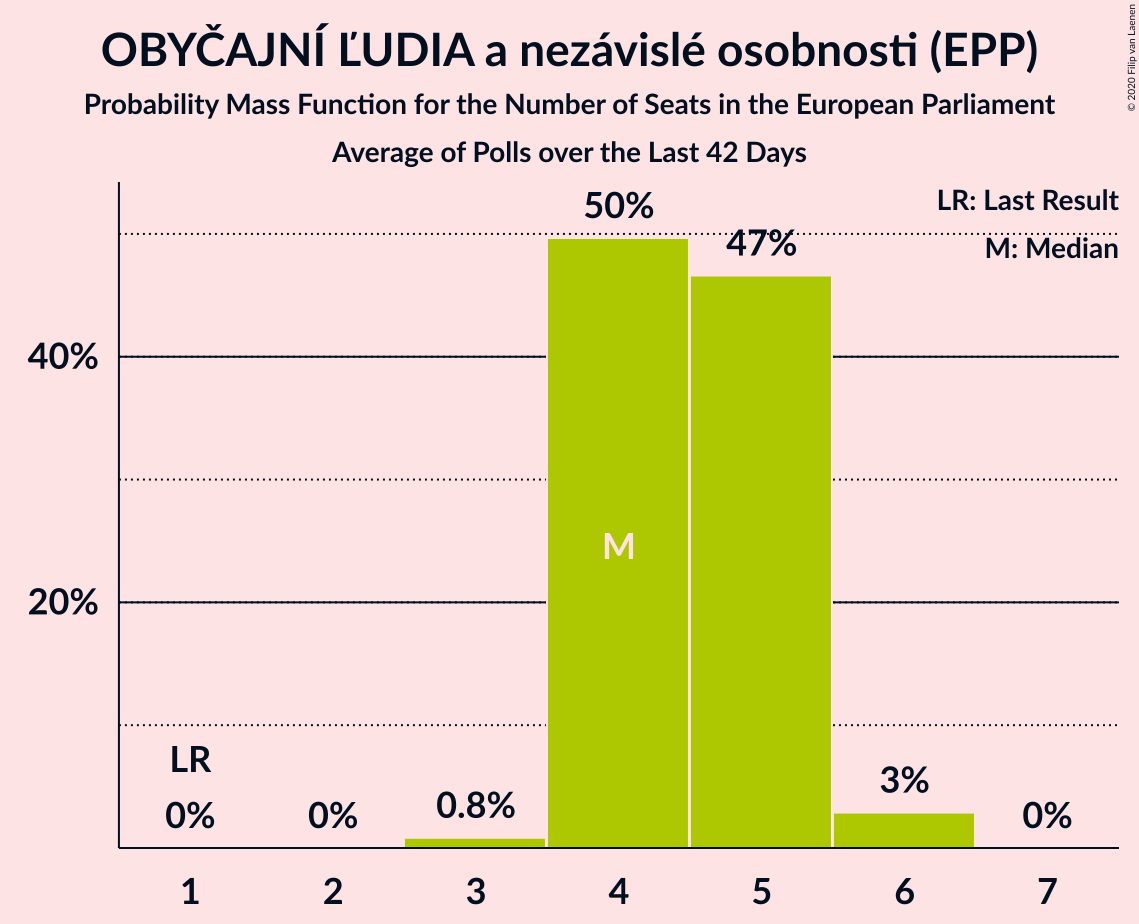 OBYČAJNÍ ĽUDIA a nezávislé osobnosti (EPP)
Probability Mass Function for the Number of Seats in the European Parliament
Average of Polls over the Last 42 Days
© 2020 Filip van Laenen
LR: Last Result
M: Median
50%
47%
40%
M
20%
LR
0%
0%
0.8%
3%
0%
1 2 3 4 5 6 7